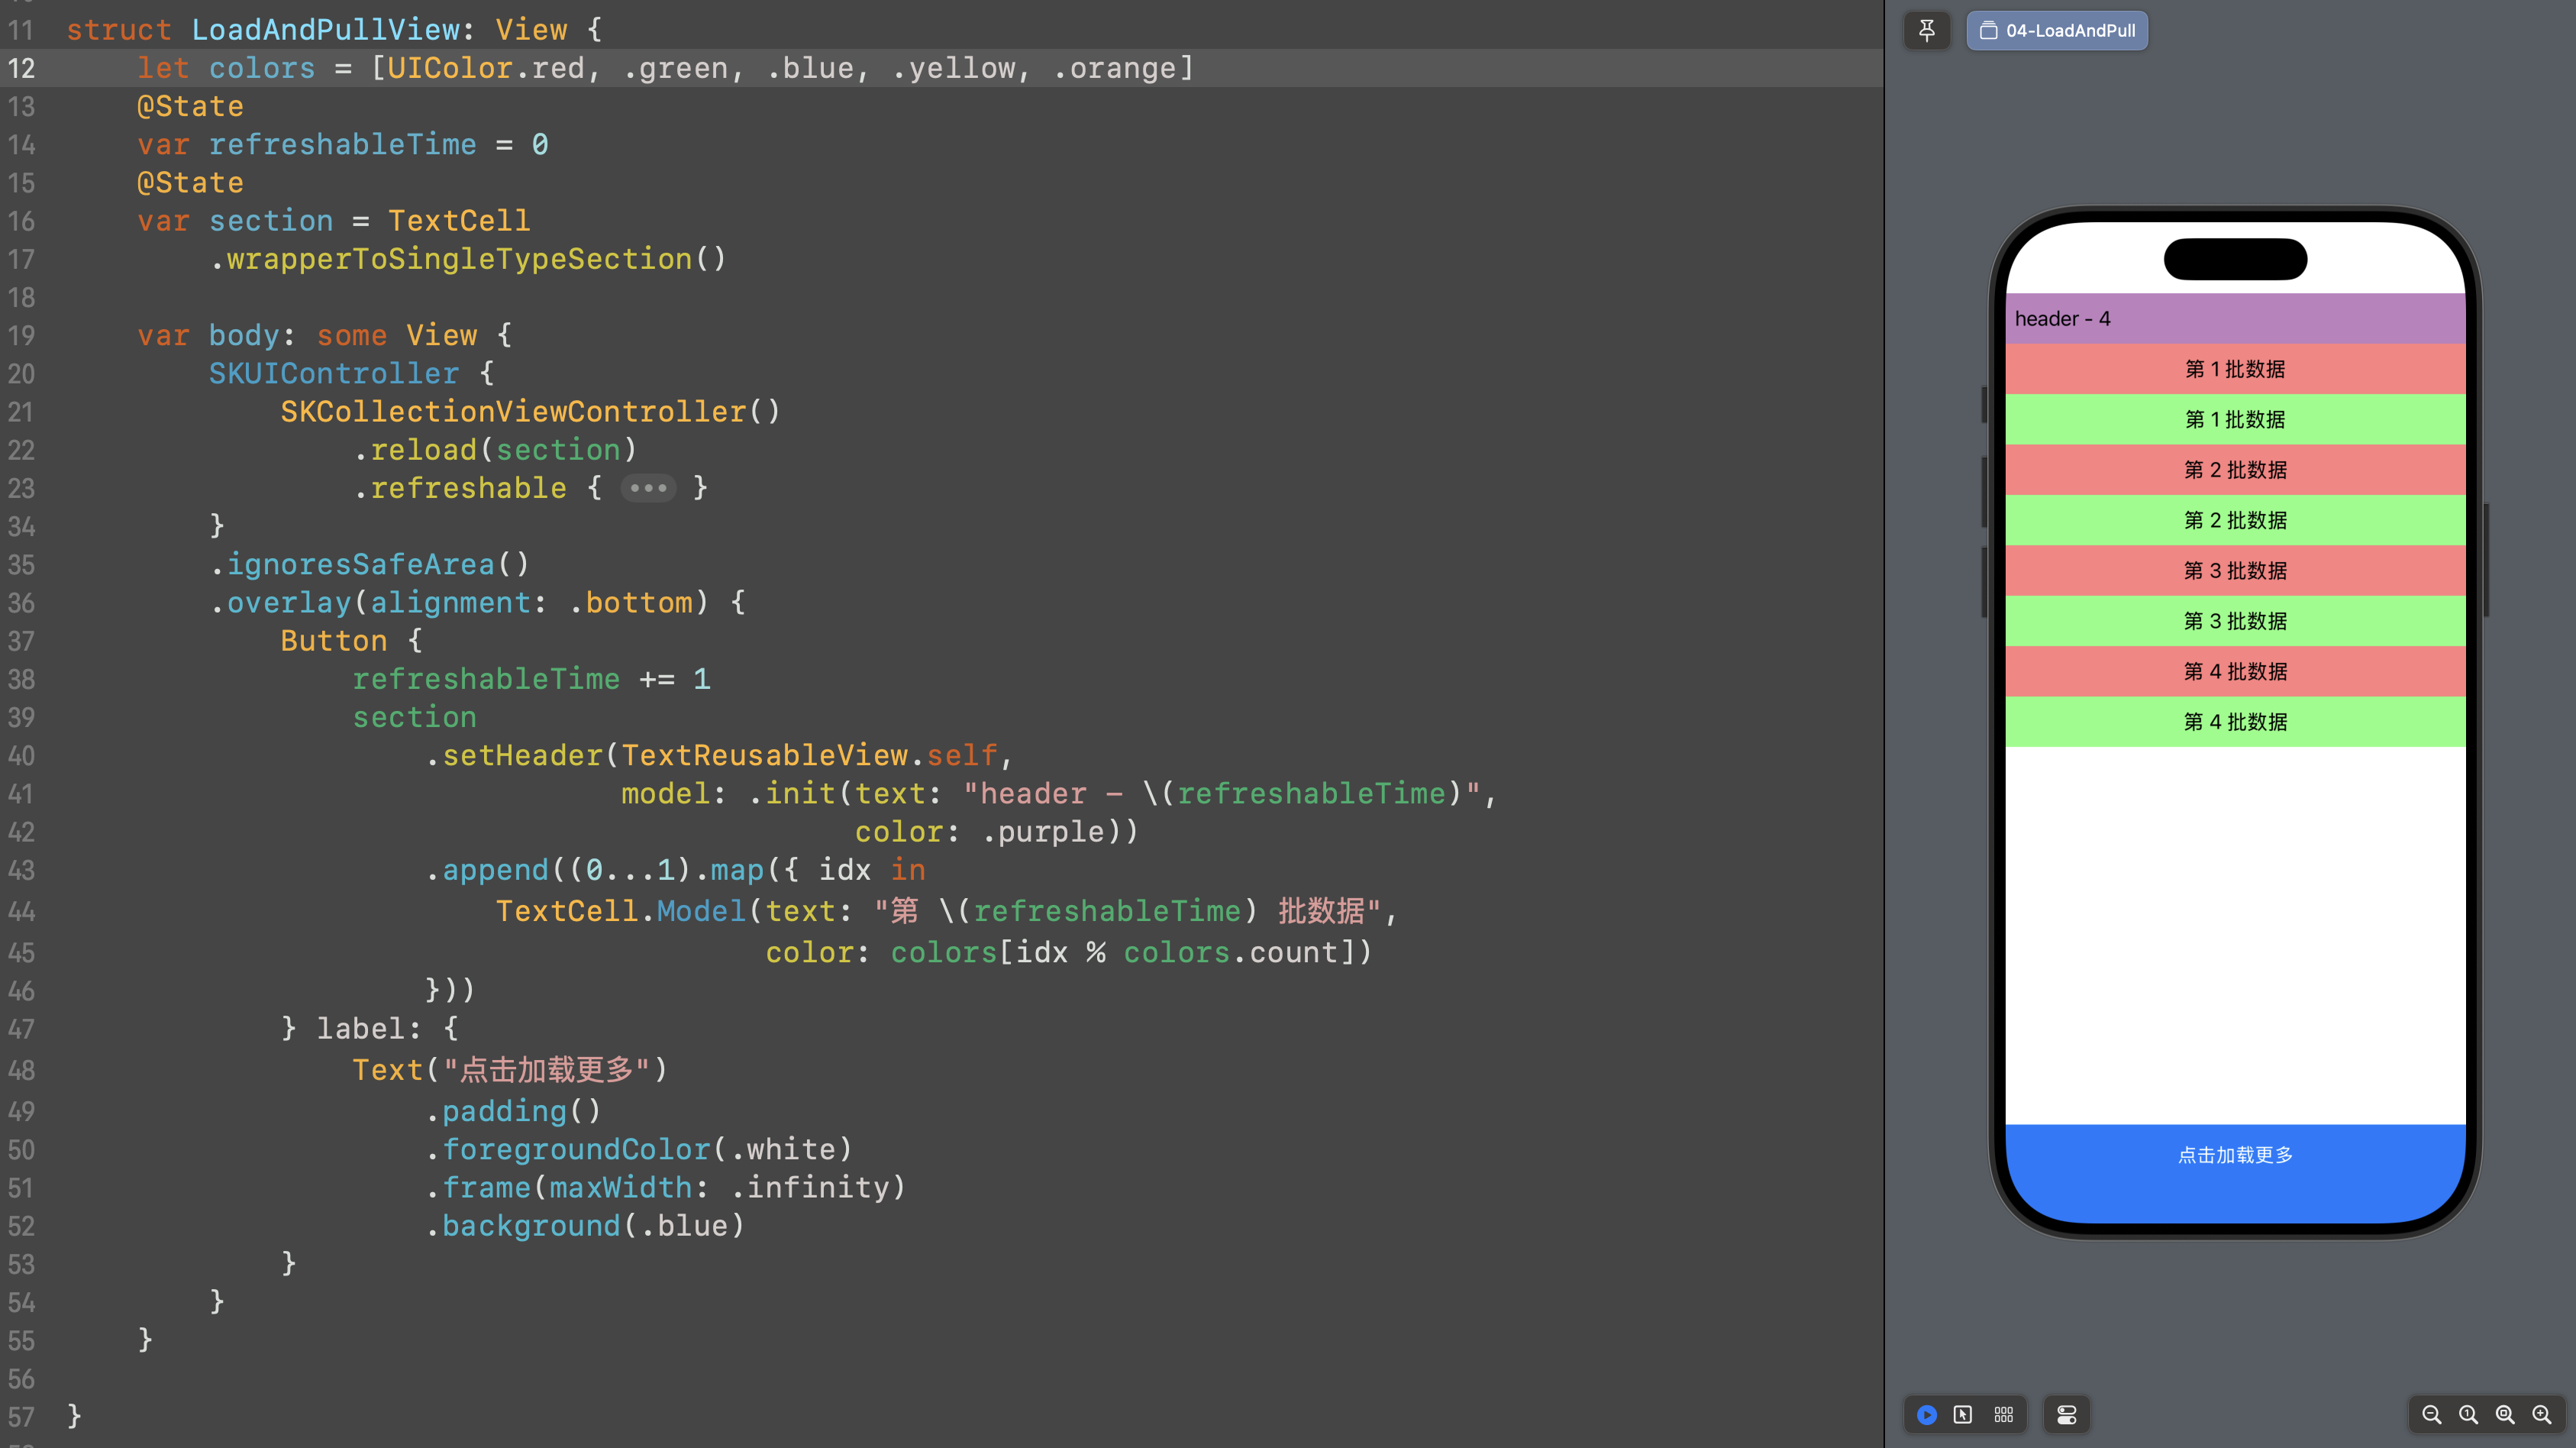 11 struct LoadAndPullView: View {
12 let colors = [UIColor.red, .green, .blue, .yellow, .orange]
13 @State
14 var refreshableTime = 0
15 @State
16 var section = TextCell
17 .wrapperToSingleTypeSection()
18
19 var body: some View {
20 SKUIController {
21 SKCollectionViewController()
22 .reload(section)
23 .refreshable { ••• }
34 }
35 .ignoresSafeArea()
36 .overlay(alignment: .bottom) {
37 Button {
38 refreshableTime += 1
39 section
40 .setHeader(TextReusableView.self,
41 model: .init(text: "header - \(refreshableTime)",
42 color: .purple))
43 .append((0...1).map({ idx in
44 TextCell.Model(text: "第 \(refreshableTime) 批数据",
45 color: colors[idx % colors.count])
46 }))
47 } label: {
48 Text("点击加载更多")
49 .padding()
50 .foregroundColor(.white)
51 .frame(maxWidth: .infinity)
52 .background(.blue)
53 }
54 }
55 }
56
57 }
04-LoadAndPull
header - 4
第 1 批数据
第 1 批数据
第 2 批数据
第 2 批数据
第 3 批数据
第 3 批数据
第 4 批数据
第 4 批数据
点击加载更多